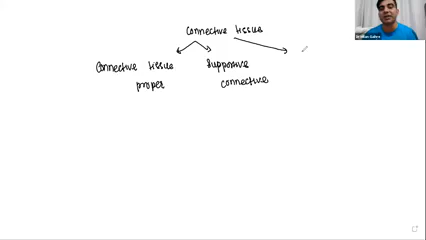 Connective tissue
Connective tissue
proper
Supportive
connective